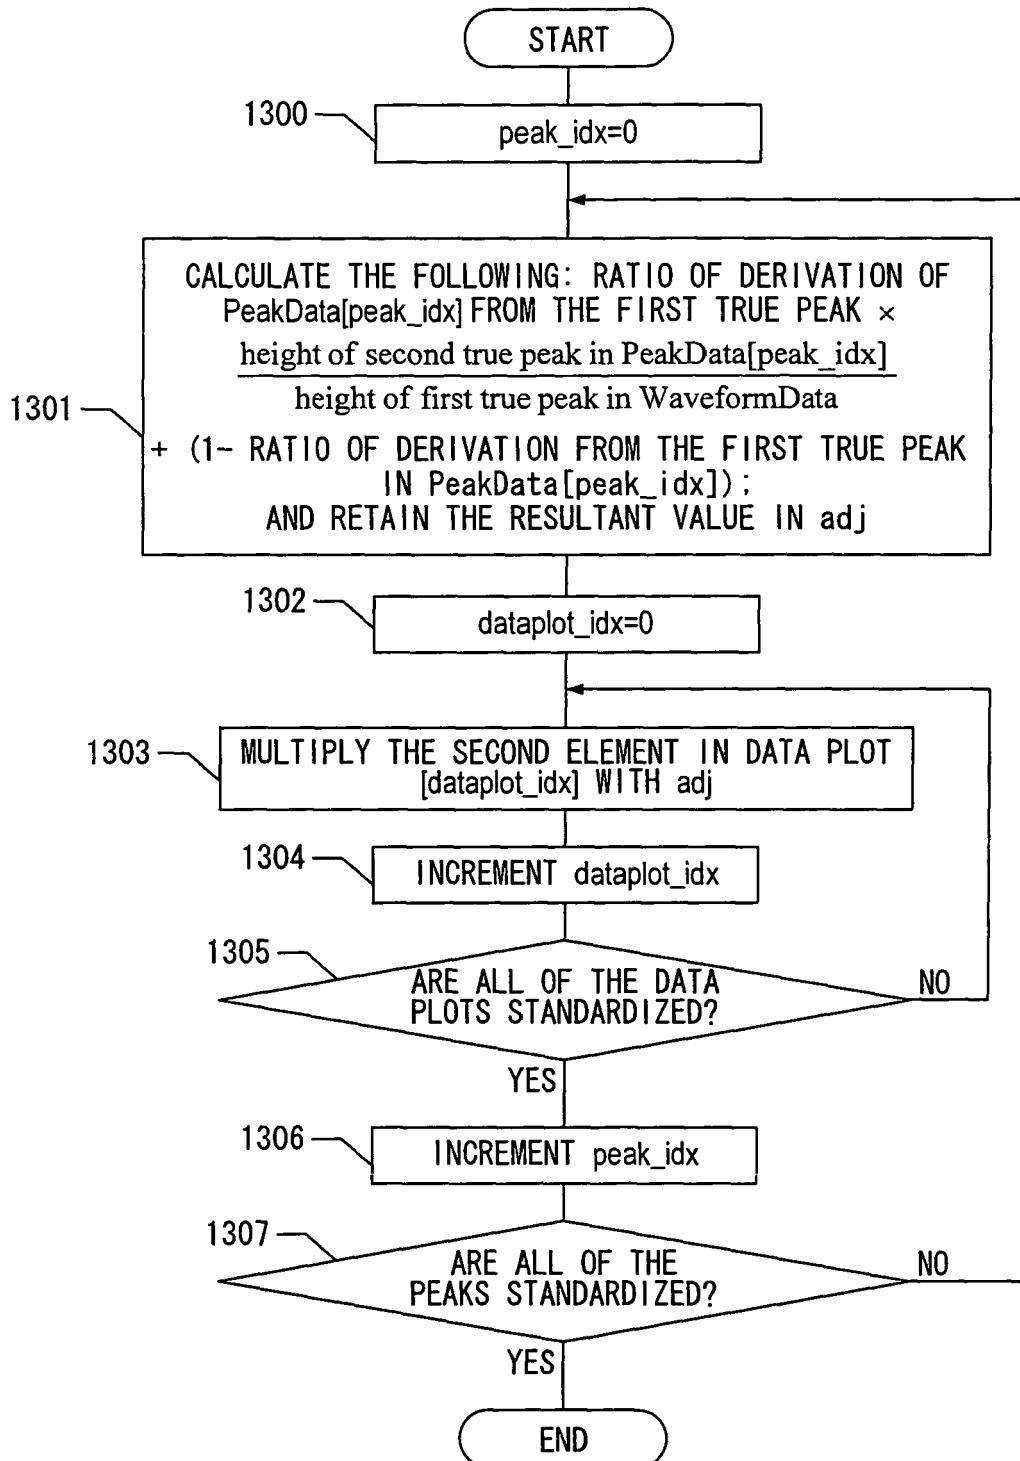 START
1300
peak_idx=0
CALCULATE THE FOLLOWING: RATIO OF DERIVATION OF
PeakData[peak_idx] FROM THE FIRST TRUE PEAK ×
height of second true peak in PeakData[peak_idx]
height of first true peak in WaveformData
1301
+ (1- RATIO OF DERIVATION FROM THE FIRST TRUE PEAK
IN PeakData[peak_idx]);
AND RETAIN THE RESULTANT VALUE IN adj
1302
dataplot_idx=0
1303
MULTIPLY THE SECOND ELEMENT IN DATA PLOT
[dataplot_idx] WITH adj
1304
INCREMENT dataplot_idx
1305
ARE ALL OF THE DATA
PLOTS STANDARDIZED?
NO
YES
1306
INCREMENT peak_idx
1307
ARE ALL OF THE
PEAKS STANDARDIZED?
NO
YES
END